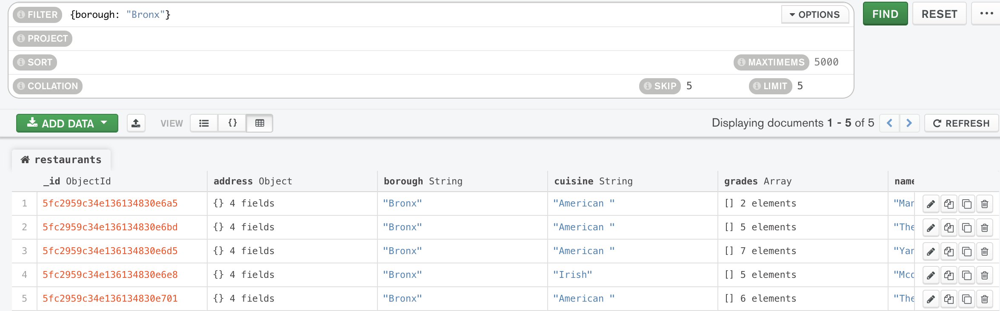 FILTER {borough: "Bronx"} OPTIONS FIND RESET ...
PROJECT
SORT MAXTIMEMS 5000
COLLATION SKIP 5 LIMIT 5
ADD DATA VIEW {} Displaying documents 1 - 5 of 5 < > REFRESH
restaurants
_id ObjectId address Object borough String cuisine String grades Array name
1 5fc2959c34e136134830e6a5 {} 4 fields "Bronx" "American " [] 2 elements "Mar
2 5fc2959c34e136134830e6bd {} 4 fields "Bronx" "American " [] 5 elements "The
3 5fc2959c34e136134830e6d5 {} 4 fields "Bronx" "American " [] 7 elements "Yan
4 5fc2959c34e136134830e6e8 {} 4 fields "Bronx" "Irish" [] 5 elements "Mcd
5 5fc2959c34e136134830e701 {} 4 fields "Bronx" "American " [] 6 elements "The